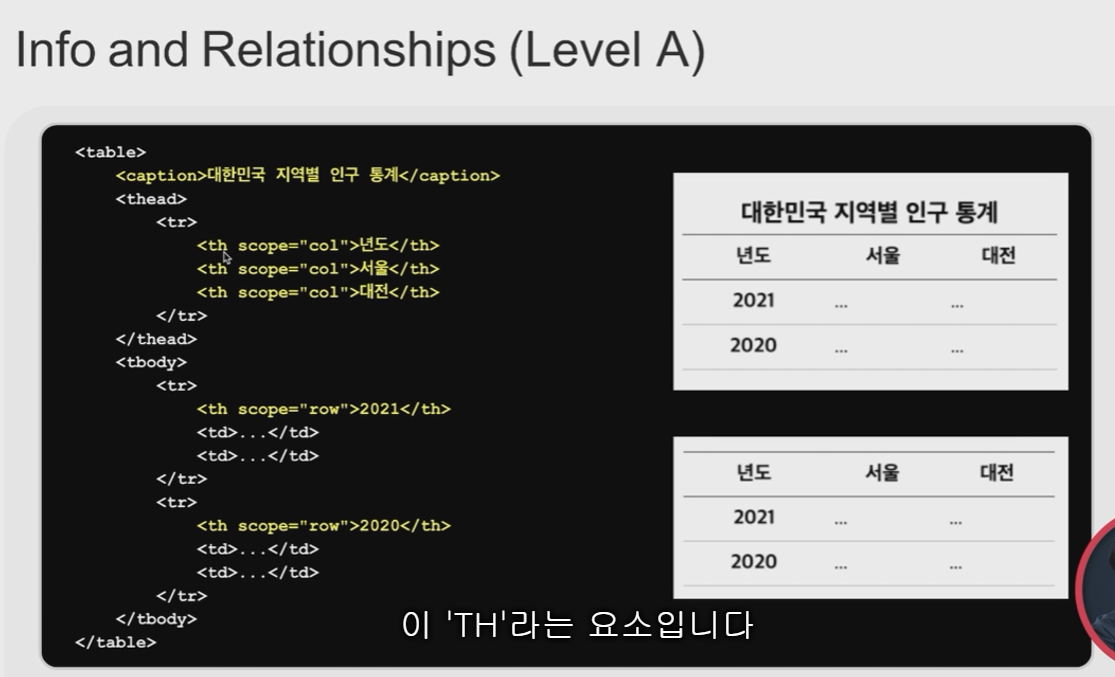 Info and Relationships (Level A)
<table>
<caption>대한민국 지역별 인구 통계</caption>
<thead>
<tr>
<th scope="col">년도</th>
<th scope="col">서울</th>
<th scope="col">대전</th>
</tr>
</thead>
<tbody>
<tr>
<th scope="row">2021</th>
<td>...</td>
<td>...</td>
</tr>
<tr>
<th scope="row">2020</th>
<td>...</td>
<td>...</td>
</tr>
</tbody>
</table>
대한민국 지역별 인구 통계
년도 서울 대전
2021 ... ...
2020 ... ...
년도 서울 대전
2021 ... ...
2020 ... ...
이 'TH'라는 요소입니다